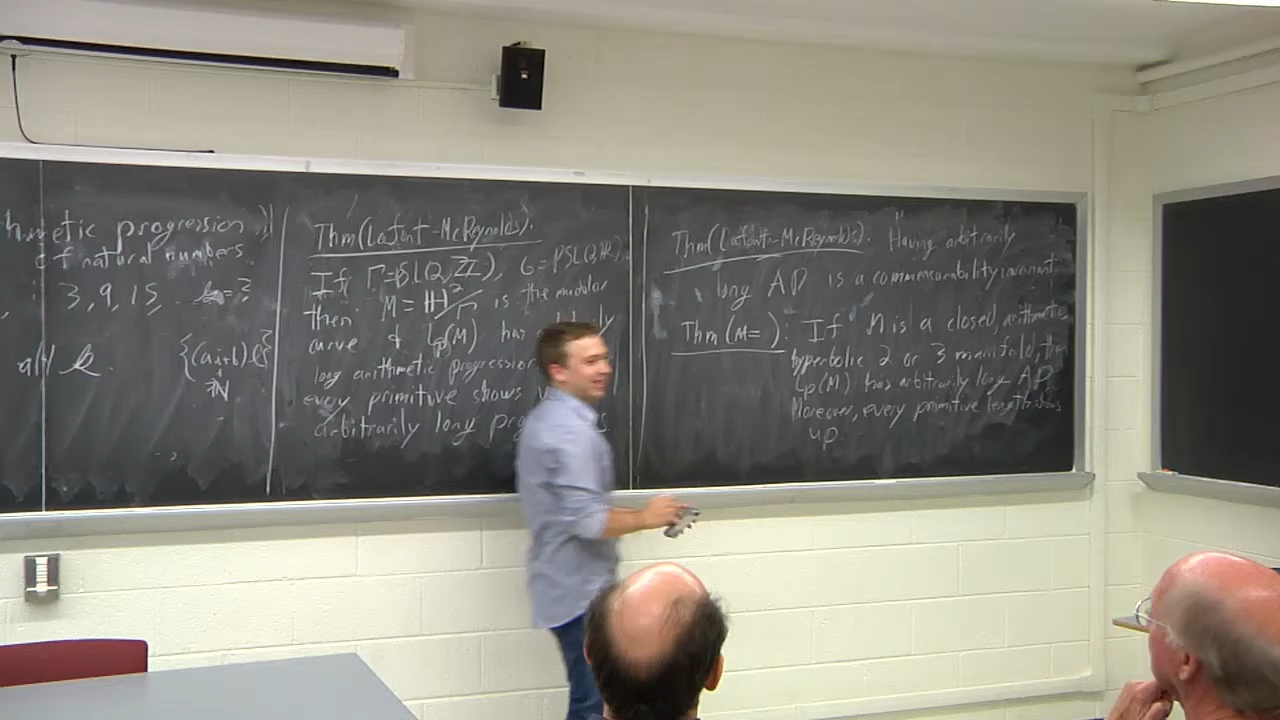 hmetic progression
of natural numbers.
3, 9, 15,
all k.
{(a+b)ℓ}
ℕ
Thm (Lafont-McReynolds).
If Γ=PSL(2,ℤ), G=PSL(2,ℝ),
then M = ℍ²/Γ is the modular
curve & Lp(M) has
long arithmetic progression
every primitive shows
arbitrarily long pro
Thm (Lafont-McReynolds). Having arbitrarily
long AP is a commensurability invariant
Thm (M=): If M is a closed, arithmetic
hyperbolic 2 or 3 manifold, then
Lp(M) has arbitrarily long AP.
Moreover, every primitive length shows
up.